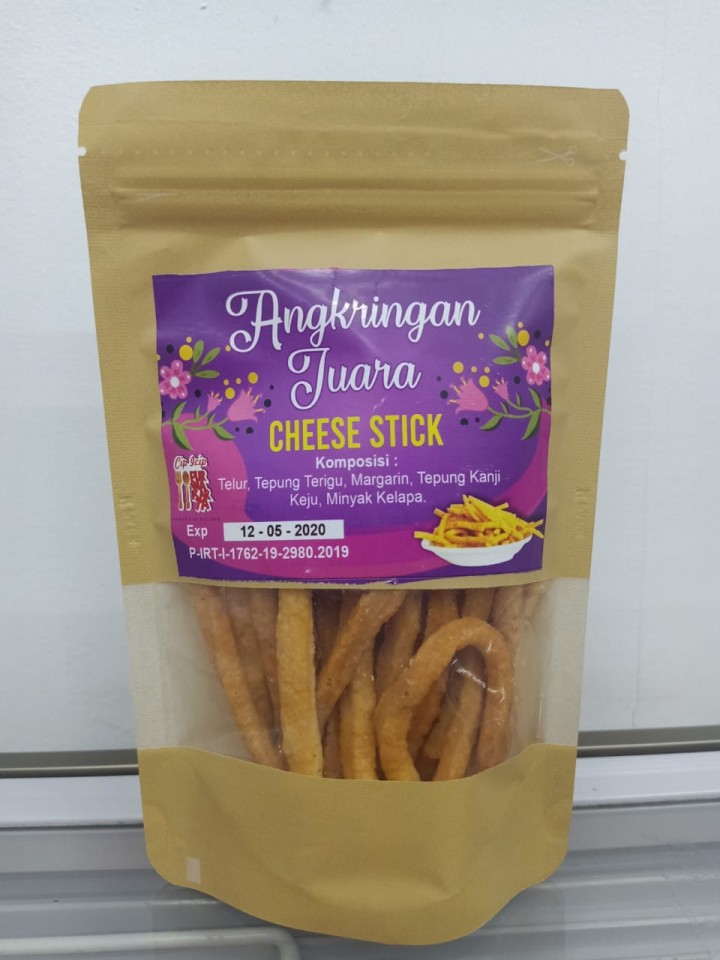 Angkringan
Juara
CHEESE STICK
Komposisi :
Telur, Tepung Terigu, Margarin, Tepung Kanji
Keju, Minyak Kelapa.
Exp 12 - 05 - 2020
P-IRT-I-1762-19-2980.2019